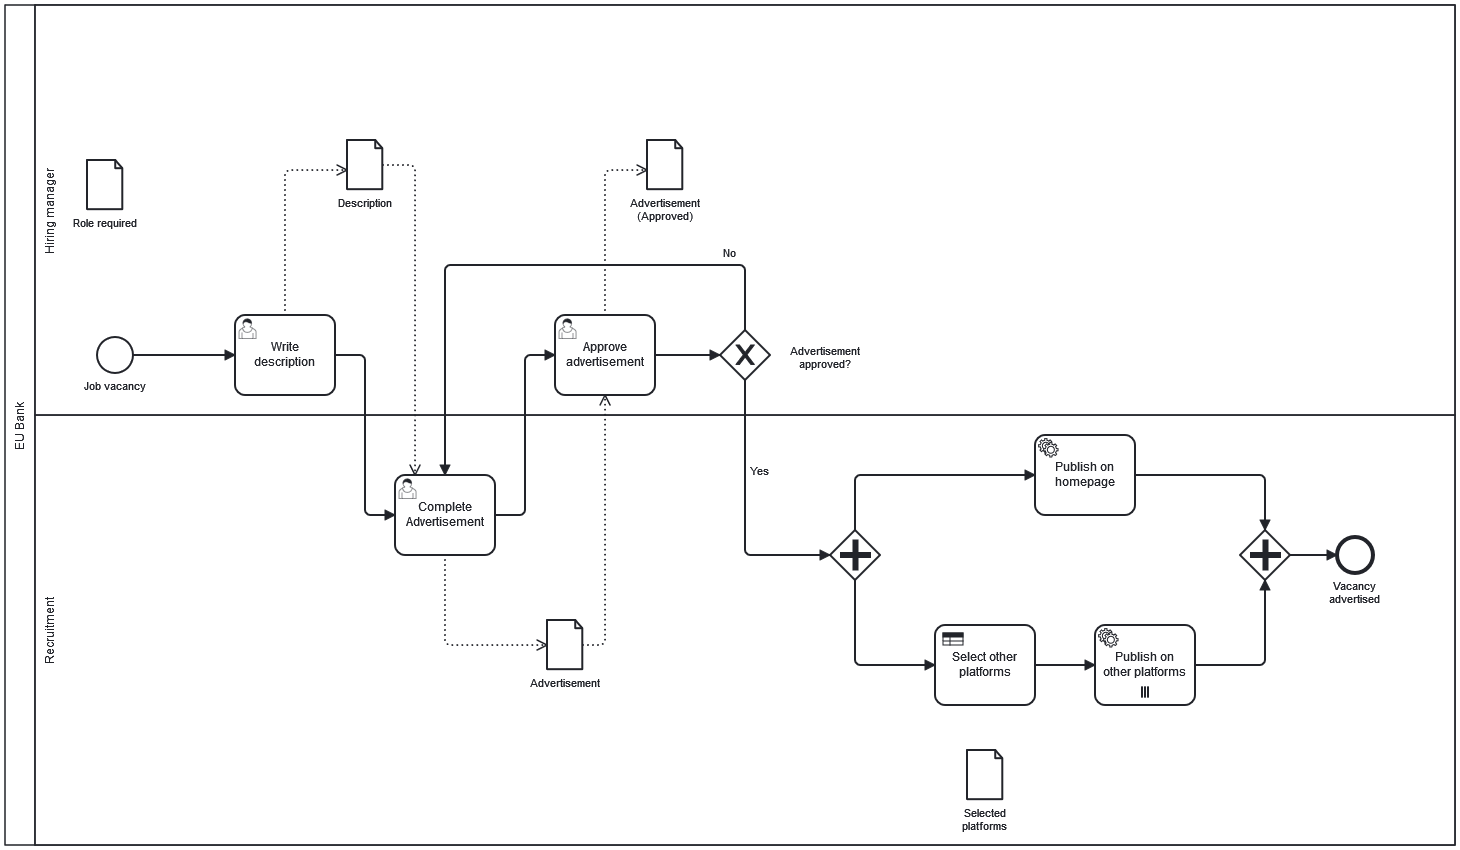 EU Bank
Hiring manager
Role required
Description
Advertisement
(Approved)
No
Job vacancy
Write
description
Approve
advertisement
Advertisement
approved?
Recruitment
Yes
Complete
Advertisement
Advertisement
Publish on
homepage
Select other
platforms
Publish on
other platforms
Vacancy
advertised
Selected
platforms